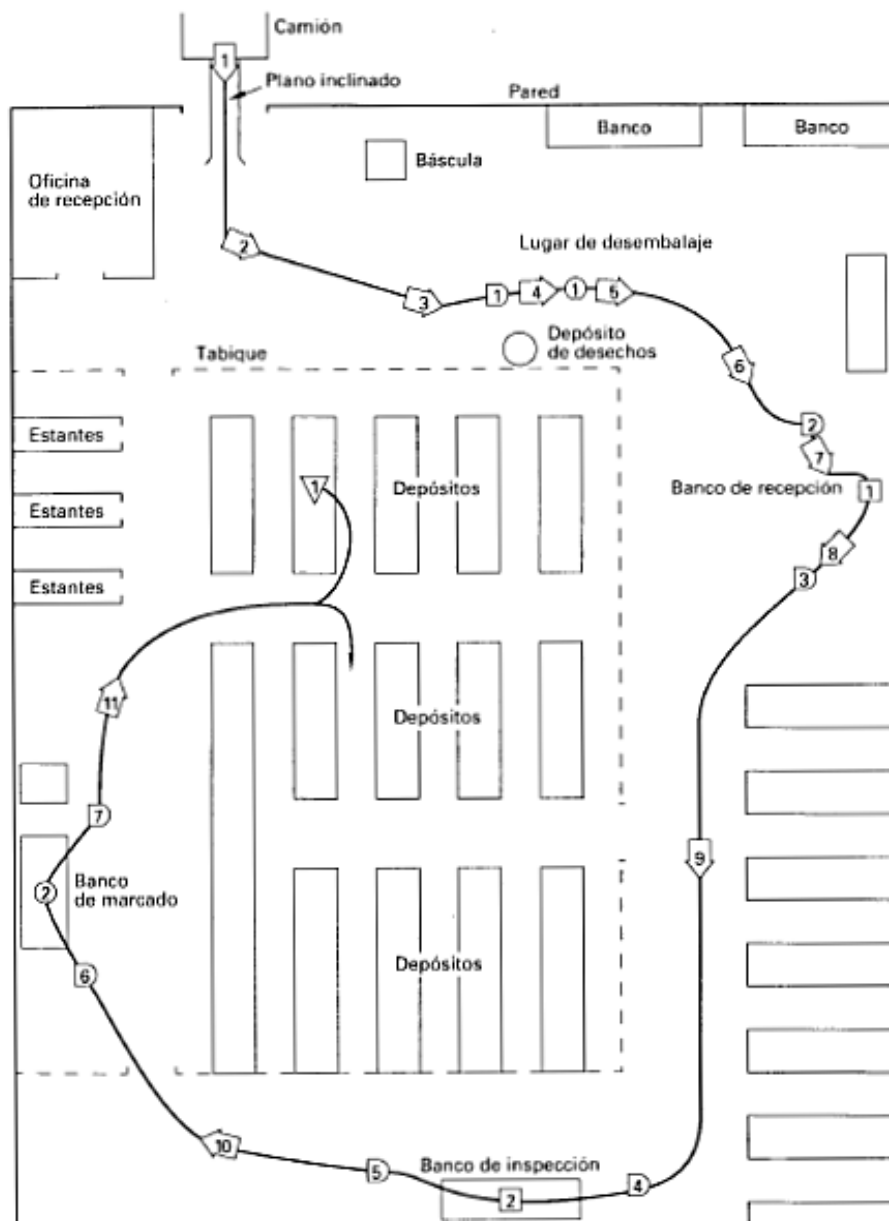 Camión
1
Plano inclinado
Pared
Banco
Banco
Báscula
Oficina
de recepción
2
Lugar de desembalaje
3
1
4
1
5
Depósito
de desechos
Tabique
6
Estantes
2
7
1
Depósitos
Banco de recepción
1
Estantes
8
3
Estantes
11
Depósitos
7
9
2
Banco
de marcado
Depósitos
6
10
5
Banco de inspección
4
2